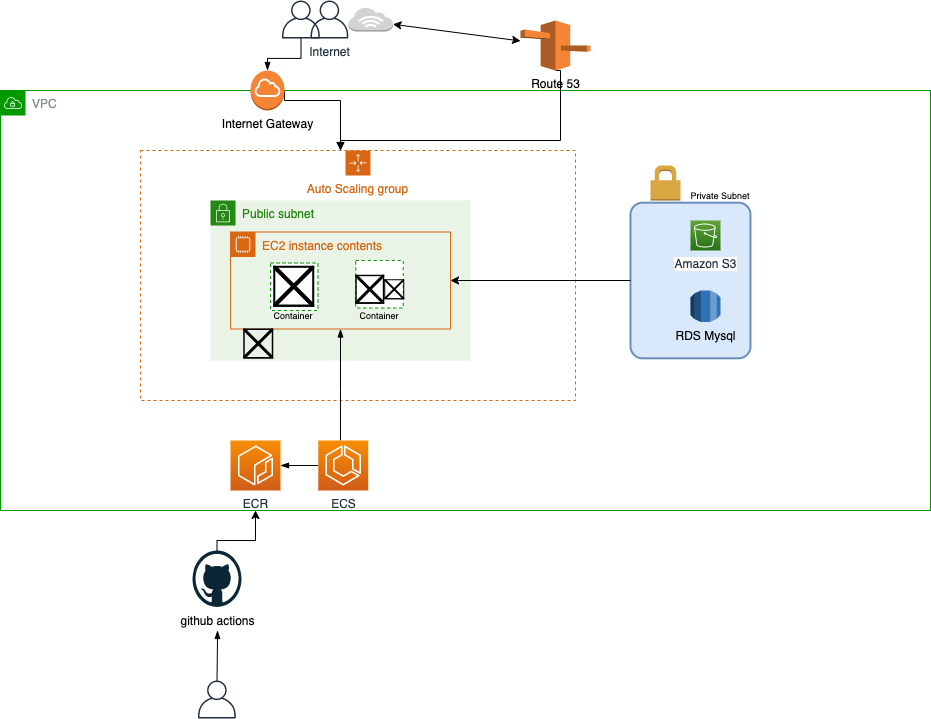 Internet
Route 53
VPC
Internet Gateway
Auto Scaling group
Private Subnet
Public subnet
EC2 instance contents
Amazon S3
Container
Container
RDS Mysql
ECR
ECS
github actions